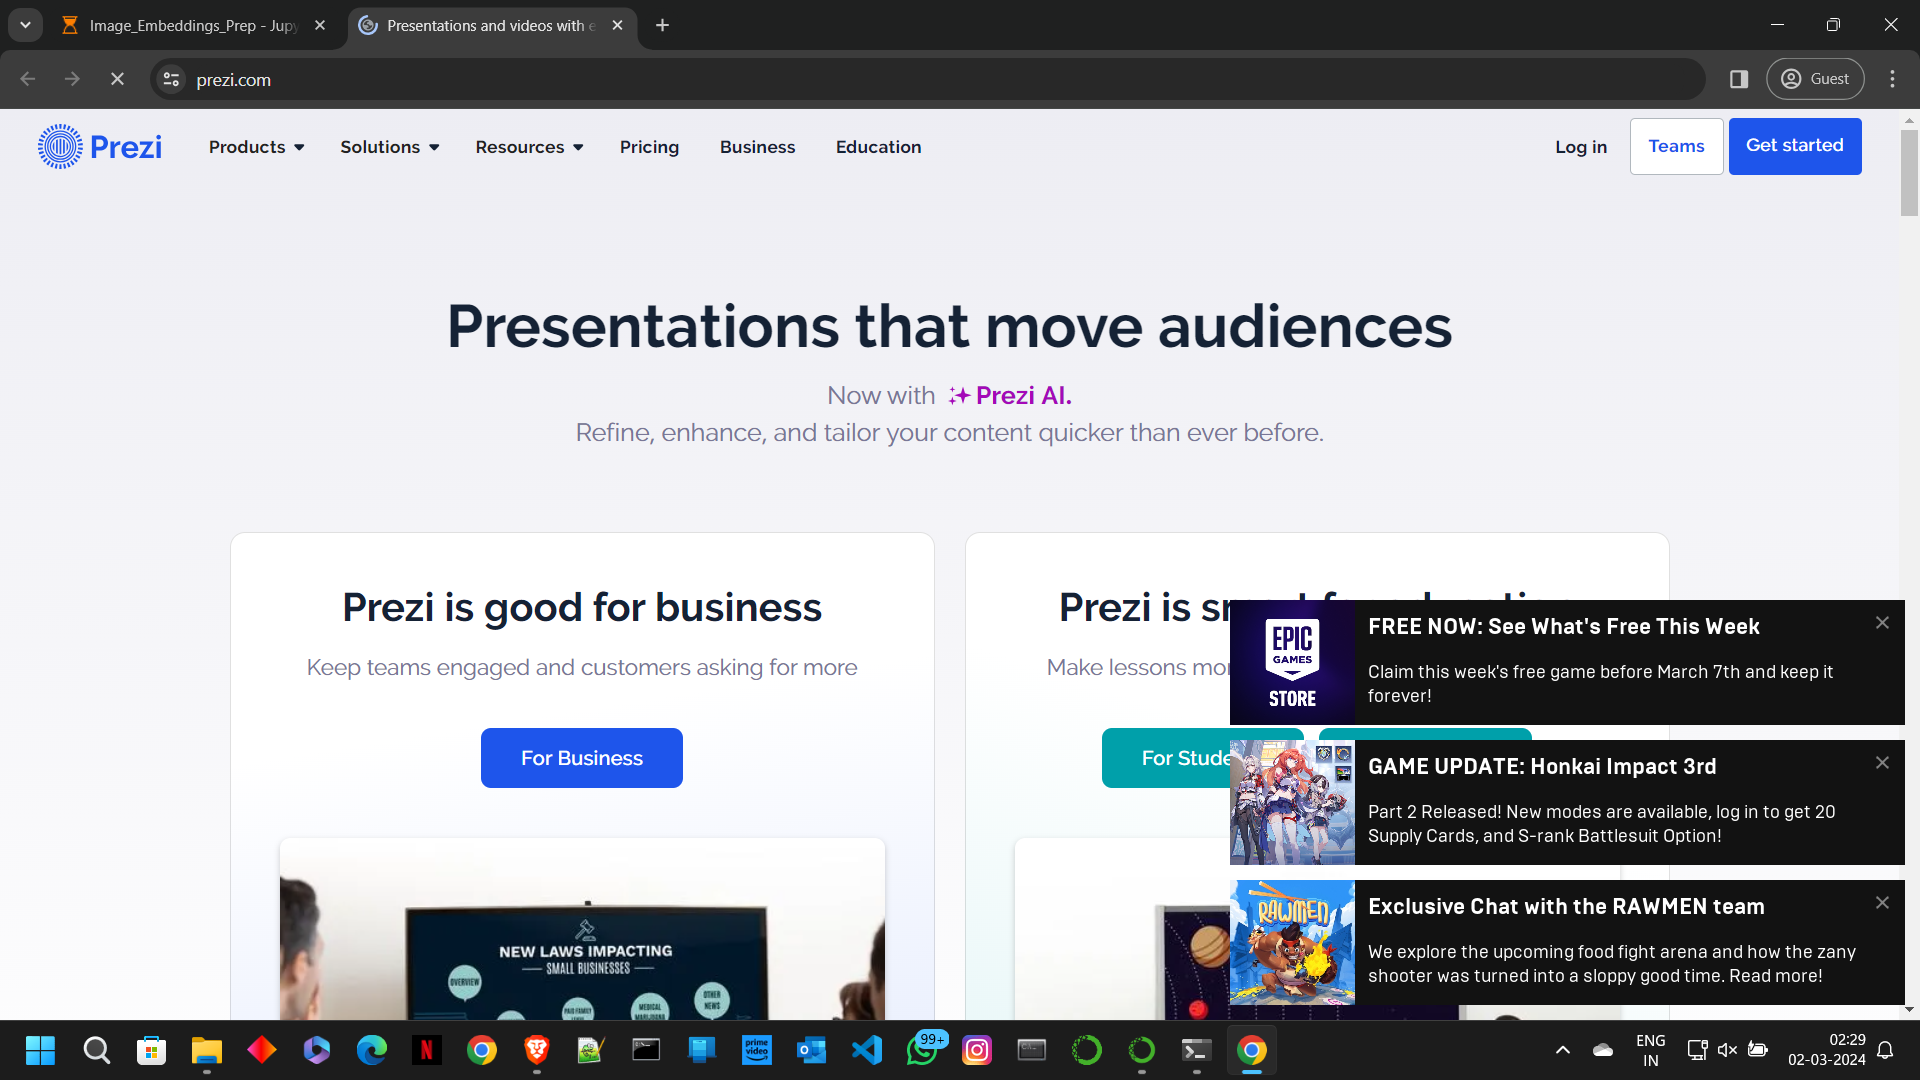 Image_Embeddings_Prep - Jupy
Presentations and videos with e
prezi.com
Guest
Prezi
Products
Solutions
Resources
Pricing
Business
Education
Log in
Teams
Get started
Presentations that move audiences
Now with Prezi AI.
Refine, enhance, and tailor your content quicker than ever before.
Prezi is good for business
Keep teams engaged and customers asking for more
For Business
NEW LAWS IMPACTING
SMALL BUSINESSES
OVERVIEW
PAID FAMILY
MEDICAL
MARIJUANA
OTHER
NEWS
Prezi is
Make lessons
For
EPIC
GAMES
STORE
FREE NOW: See What's Free This Week
Claim this week's free game before March 7th and keep it
forever!
GAME UPDATE: Honkai Impact 3rd
Part 2 Released! New modes are available, log in to get 20
Supply Cards, and S-rank Battlesuit Option!
RAWMEN
Exclusive Chat with the RAWMEN team
We explore the upcoming food fight arena and how the zany
shooter was turned into a sloppy good time. Read more!
prime
video
99+
ENG
IN
02:29
02-03-2024